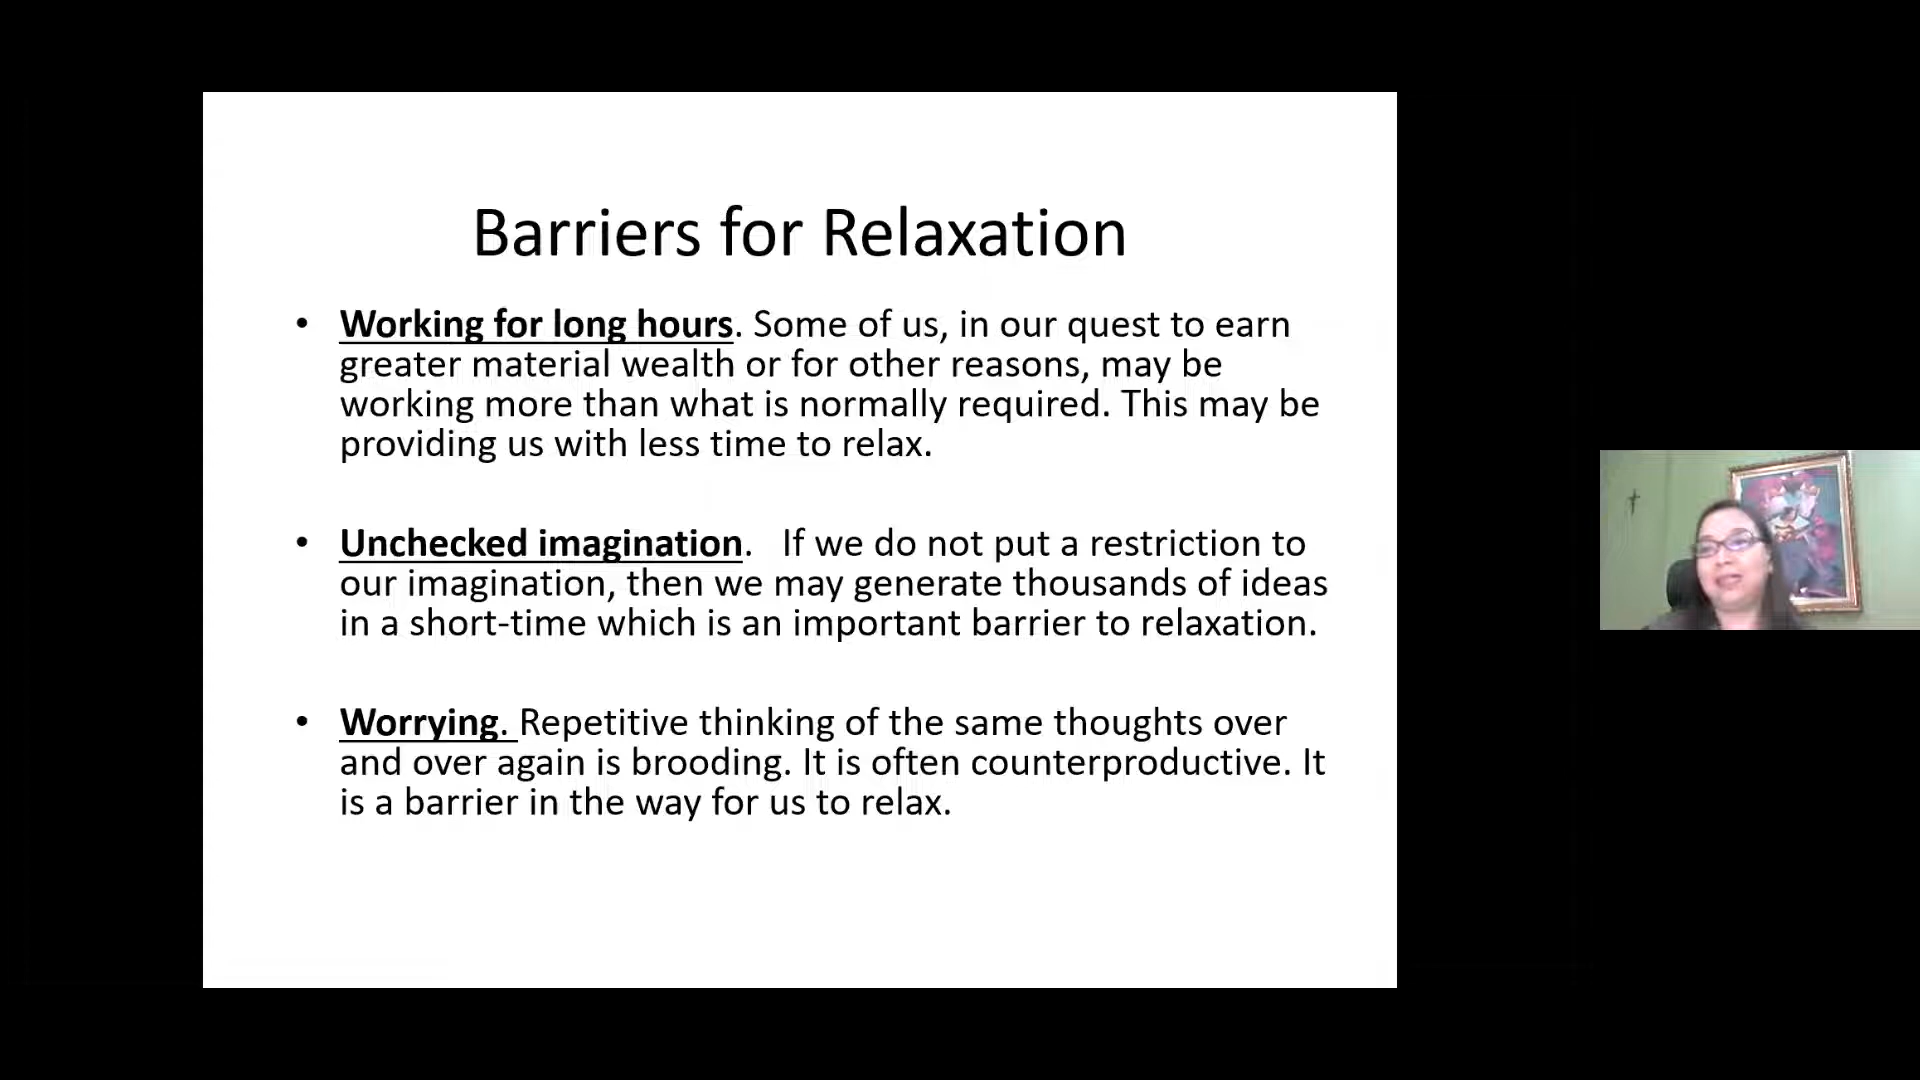 Barriers for Relaxation
• Working for long hours. Some of us, in our quest to earn
greater material wealth or for other reasons, may be
working more than what is normally required. This may be
providing us with less time to relax.
• Unchecked imagination.   If we do not put a restriction to
our imagination, then we may generate thousands of ideas
in a short-time which is an important barrier to relaxation.
• Worrying. Repetitive thinking of the same thoughts over
and over again is brooding. It is often counterproductive. It
is a barrier in the way for us to relax.